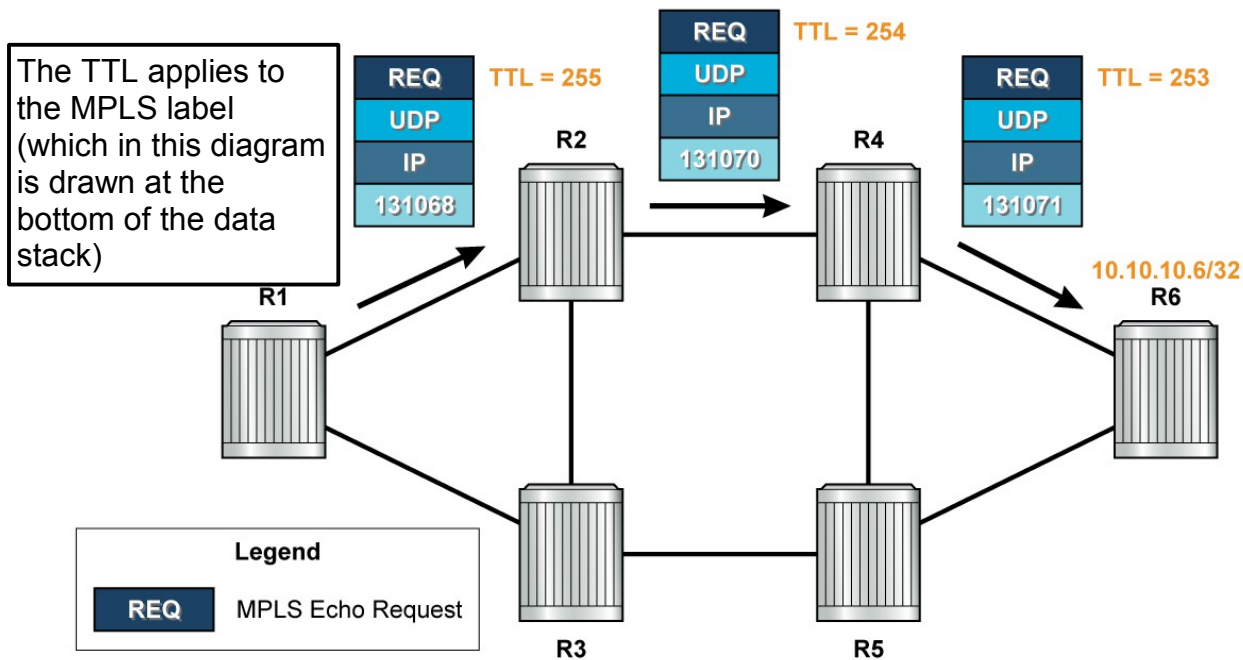 The TTL applies to
the MPLS label
(which in this diagram
is drawn at the
bottom of the data
stack)
REQ
UDP
IP
131068
TTL = 255
REQ
UDP
IP
131070
TTL = 254
REQ
UDP
IP
131071
TTL = 253
R2
R4
10.10.10.6/32
R1
R6
Legend
REQ
MPLS Echo Request
R3
R5